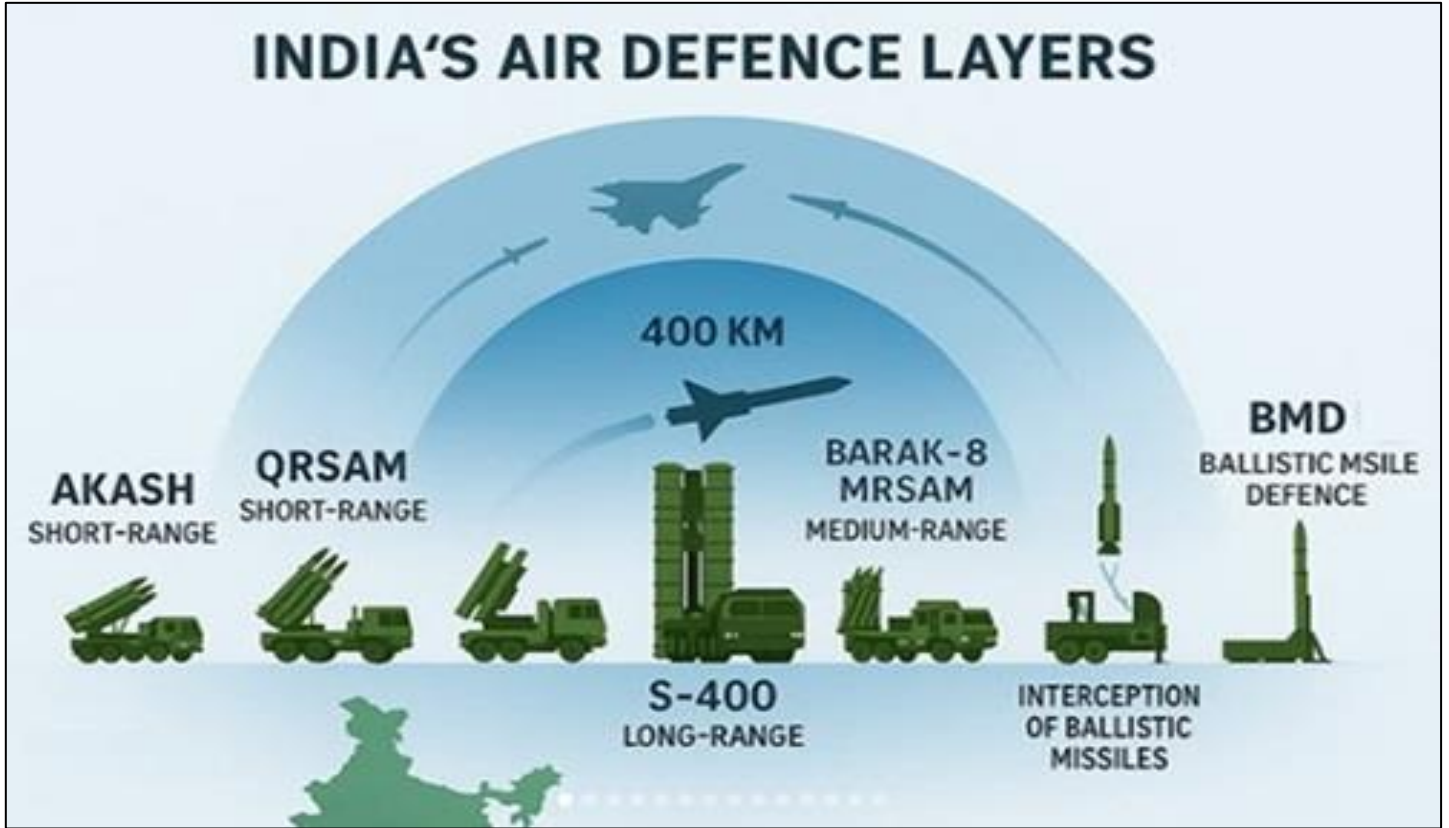 INDIA‘S AIR DEFENCE LAYERS
400 KM
AKASH
SHORT-RANGE
QRSAM
SHORT-RANGE
BARAK-8
MRSAM
MEDIUM-RANGE
BMD
BALLISTIC MSILE
DEFENCE
S-400
LONG-RANGE
INTERCEPTION
OF BALLISTIC
MISSILES